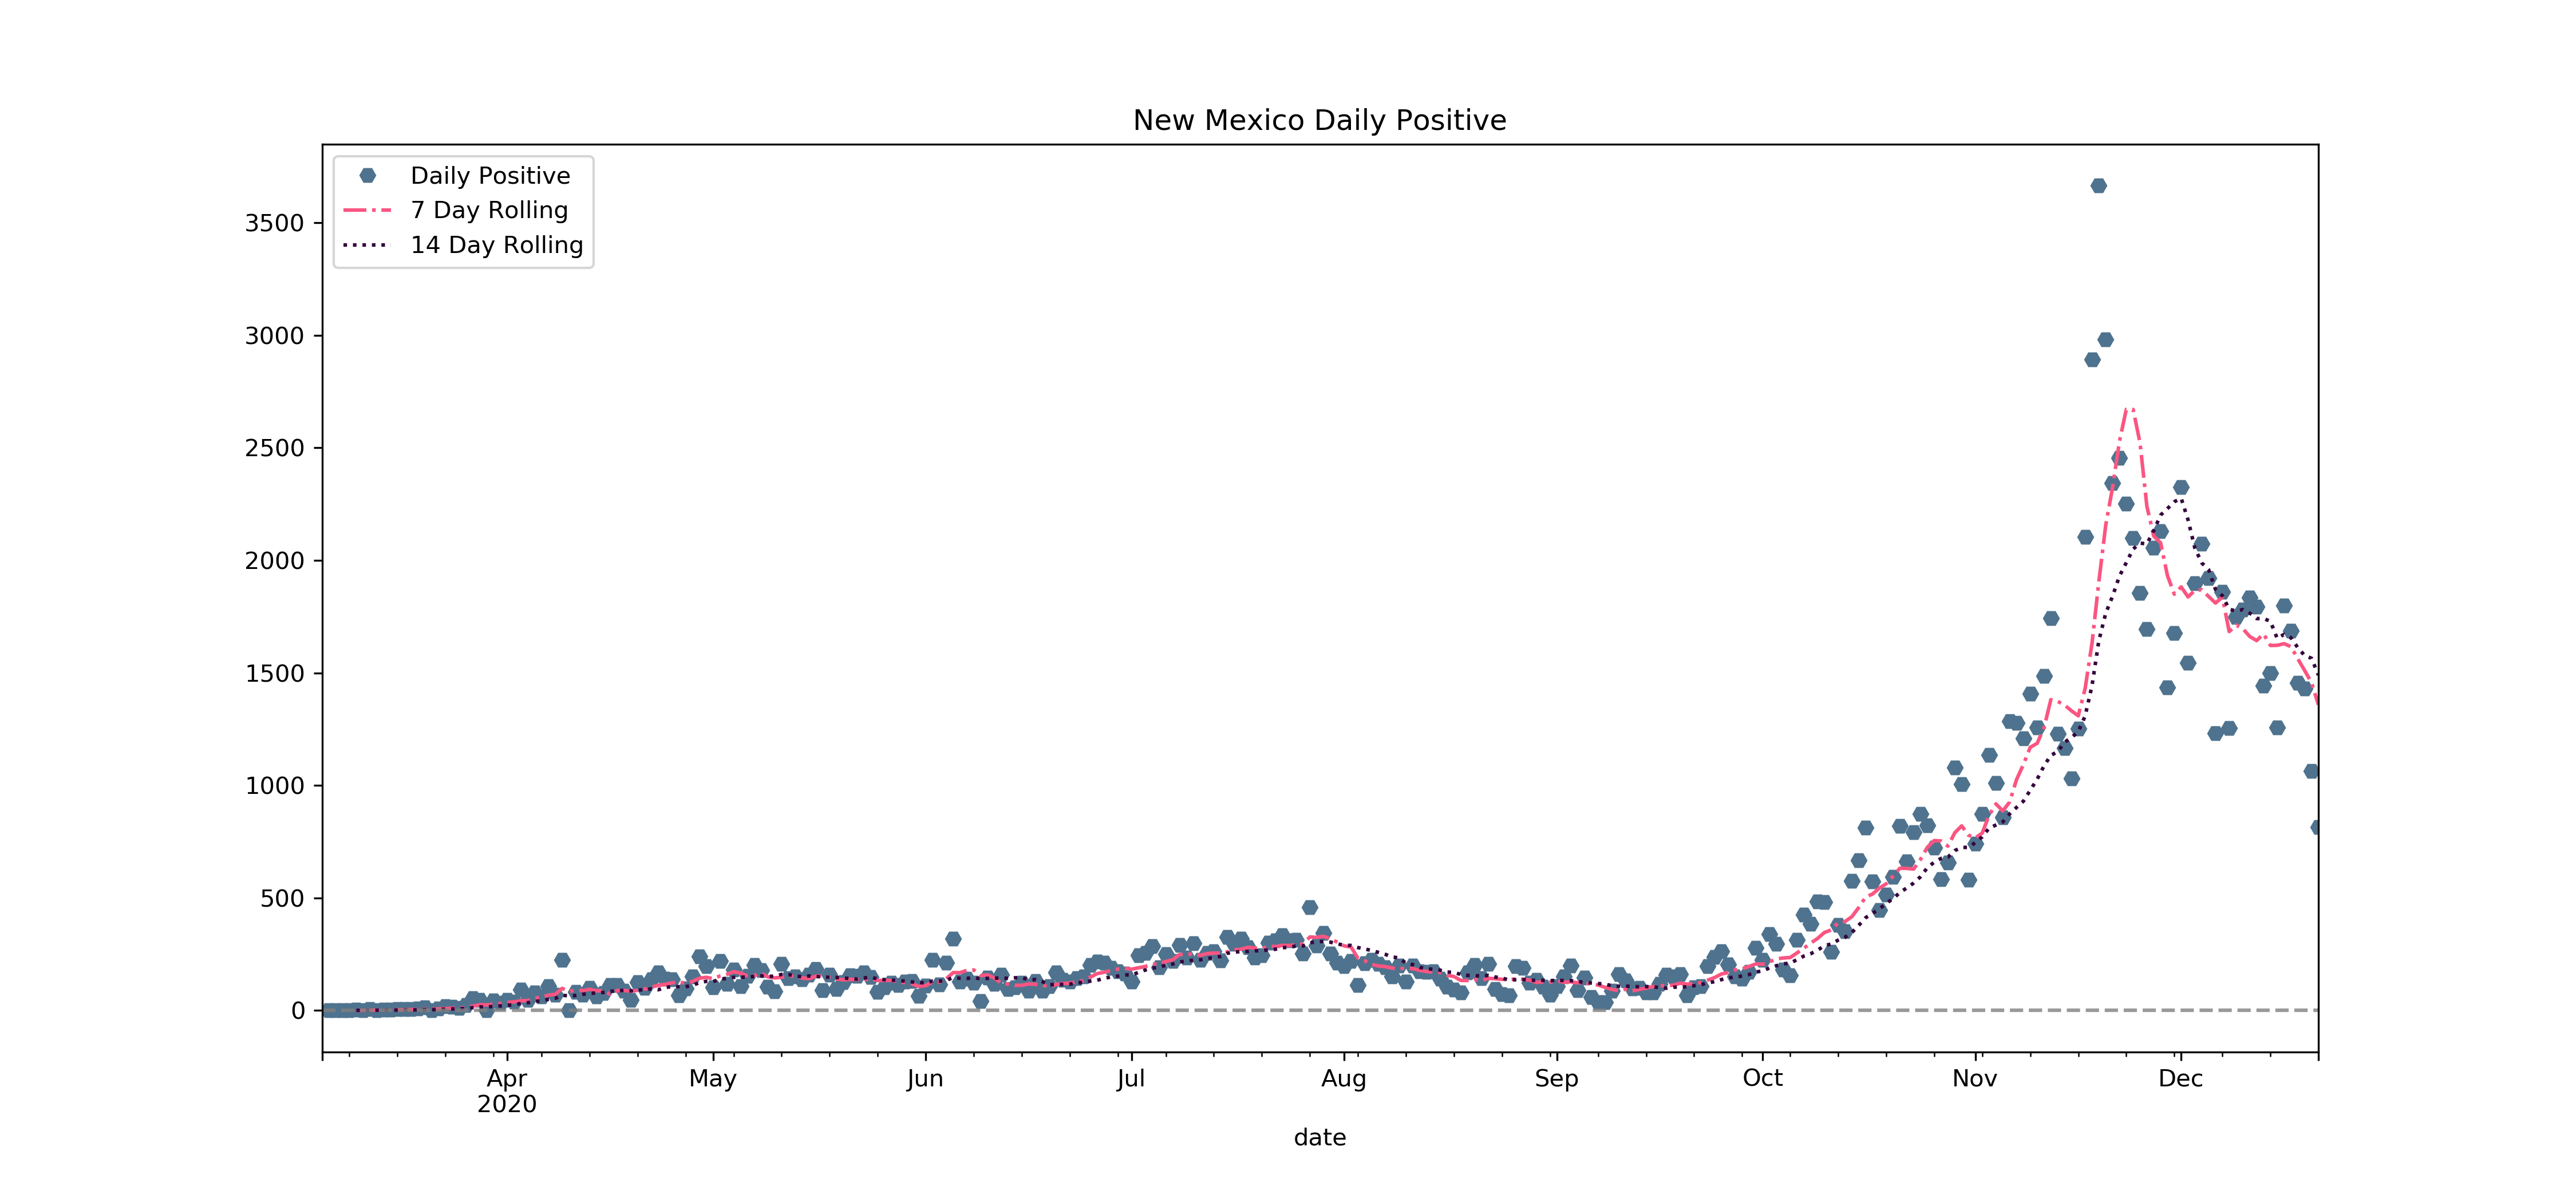 New Mexico Daily Positive
Daily Positive
7 Day Rolling
14 Day Rolling
3500
3000
2500
2000
1500
1000
500
0
Apr May Jun Jul Aug Sep Oct Nov Dec
2020
date